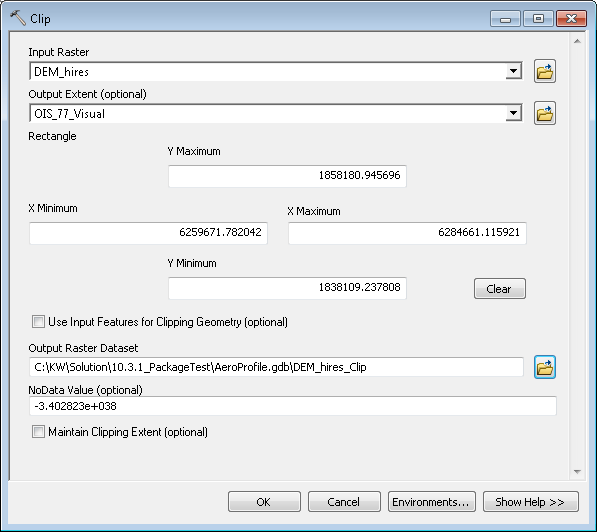 Clip
Input Raster
DEM_hires
Output Extent (optional)
OIS_77_Visual
Rectangle
Y Maximum
1858180.945696
X Minimum
X Maximum
6259671.782042
6284661.115921
Y Minimum
1838109.237808
Clear
Use Input Features for Clipping Geometry (optional)
Output Raster Dataset
C:\KW\Solution\10.3.1_PackageTest\AeroProfile.gdb\DEM_hires_Clip
NoData Value (optional)
-3.402823e+038
Maintain Clipping Extent (optional)
OK
Cancel
Environments...
Show Help >>